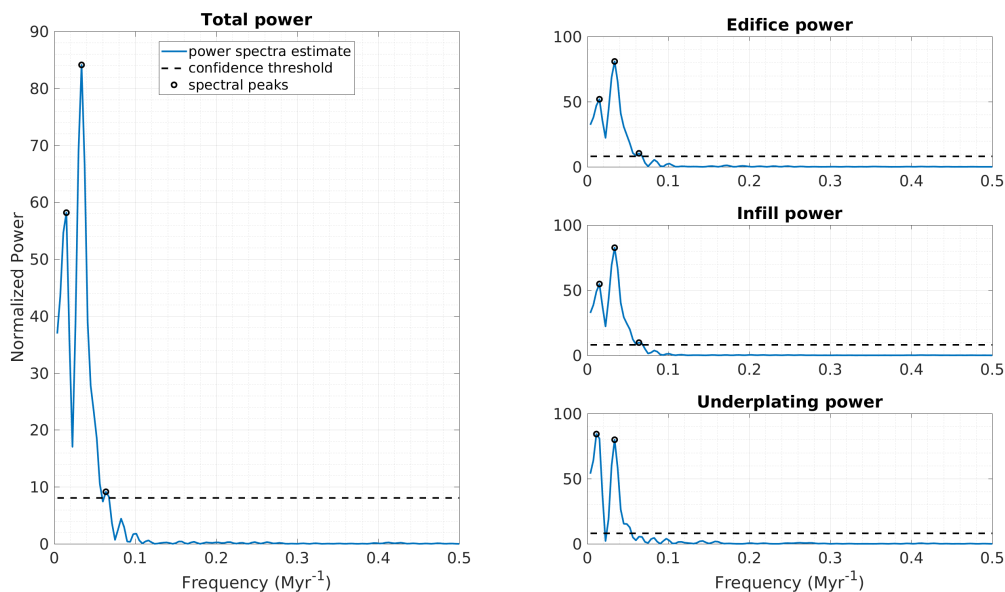 Total power
90
80
70
60
50
40
30
20
10
0
Normalized Power
power spectra estimate
confidence threshold
spectral peaks
0 0.1 0.2 0.3 0.4 0.5
Frequency (Myr-1)
Edifice power
100
50
0
0 0.1 0.2 0.3 0.4 0.5
Infill power
100
50
0
0 0.1 0.2 0.3 0.4 0.5
Underplating power
100
50
0
0 0.1 0.2 0.3 0.4 0.5
Frequency (Myr-1)